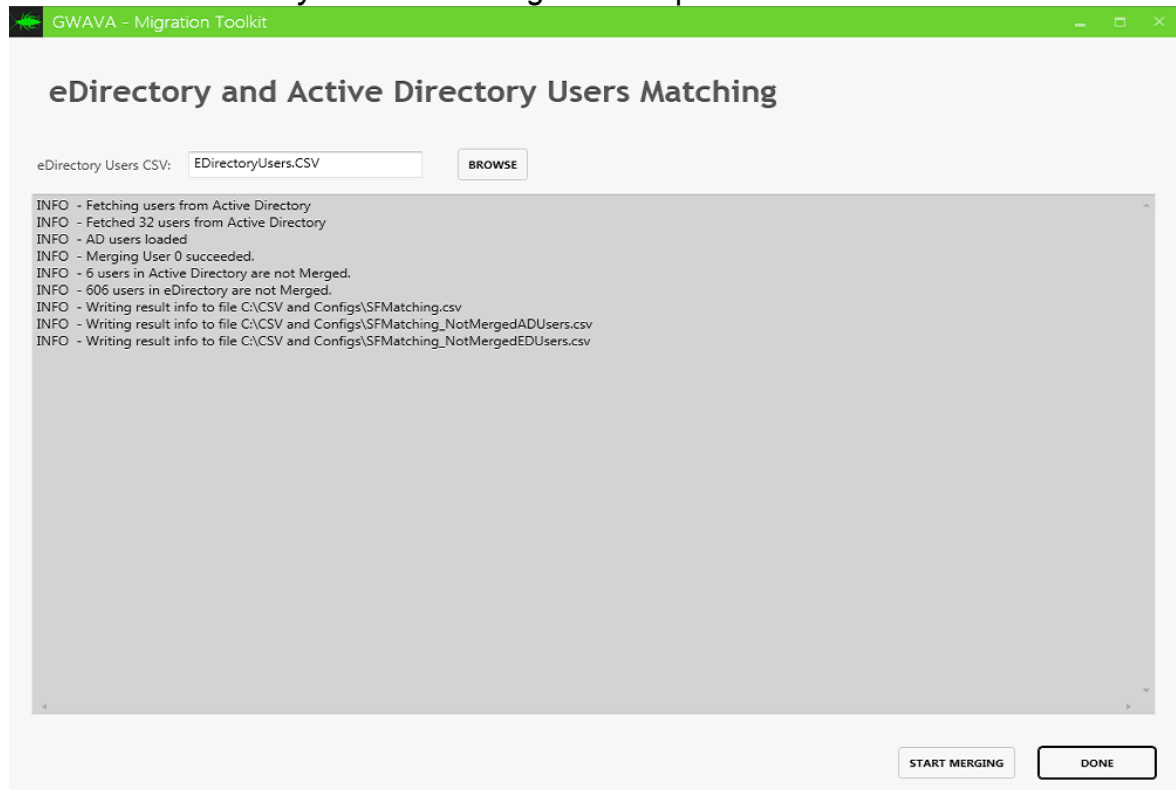 GWAVA - Migration Toolkit
eDirectory and Active Directory Users Matching
eDirectory Users CSV: EDirectoryUsers.CSV BROWSE
INFO - Fetching users from Active Directory
INFO - Fetched 32 users from Active Directory
INFO - AD users loaded
INFO - Merging User 0 succeeded.
INFO - 6 users in Active Directory are not Merged.
INFO - 606 users in eDirectory are not Merged.
INFO - Writing result info to file C:\CSV and Configs\SFMatching.csv
INFO - Writing result info to file C:\CSV and Configs\SFMatching_NotMergedADUsers.csv
INFO - Writing result info to file C:\CSV and Configs\SFMatching_NotMergedEDUsers.csv
START MERGING DONE